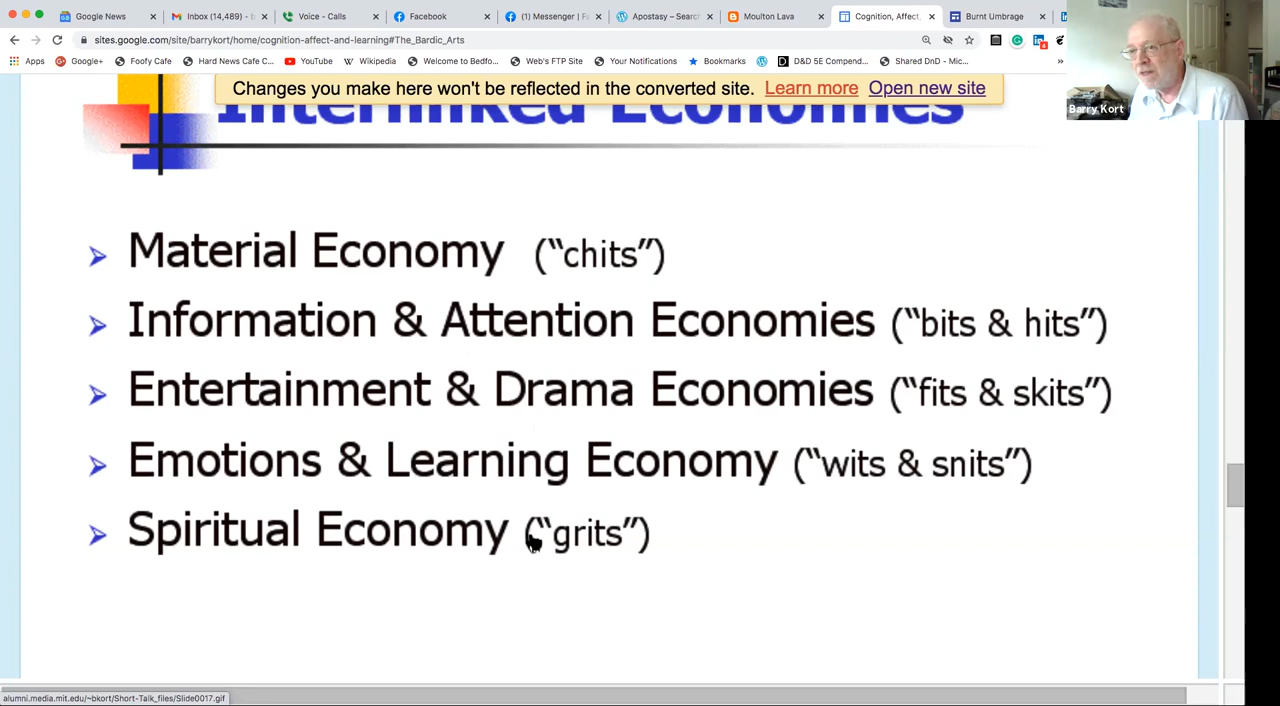 Google News
Inbox (14,489) -
Voice - Calls
Facebook
(1) Messenger | Fa
Apostasy – Searc
Moulton Lava
Cognition, Affect,
Burnt Umbrage
sites.google.com/site/barrykort/home/cognition-affect-and-learning#The_Bardic_Arts
Apps
Google+
Foofy Cafe
Hard News Cafe C...
YouTube
Wikipedia
Welcome to Bedfo...
Web's FTP Site
Your Notifications
Bookmarks
D&D 5E Compend...
Shared DnD - Mic...
»
Changes you make here won't be reflected in the converted site. Learn more Open new site
Barry Kort
Interlinked Economies
Material Economy ("chits")
Information & Attention Economies ("bits & hits")
Entertainment & Drama Economies ("fits & skits")
Emotions & Learning Economy ("wits & snits")
Spiritual Economy ("grits")
alumni.media.mit.edu/~bkort/Short-Talk_files/Slide0017.gif